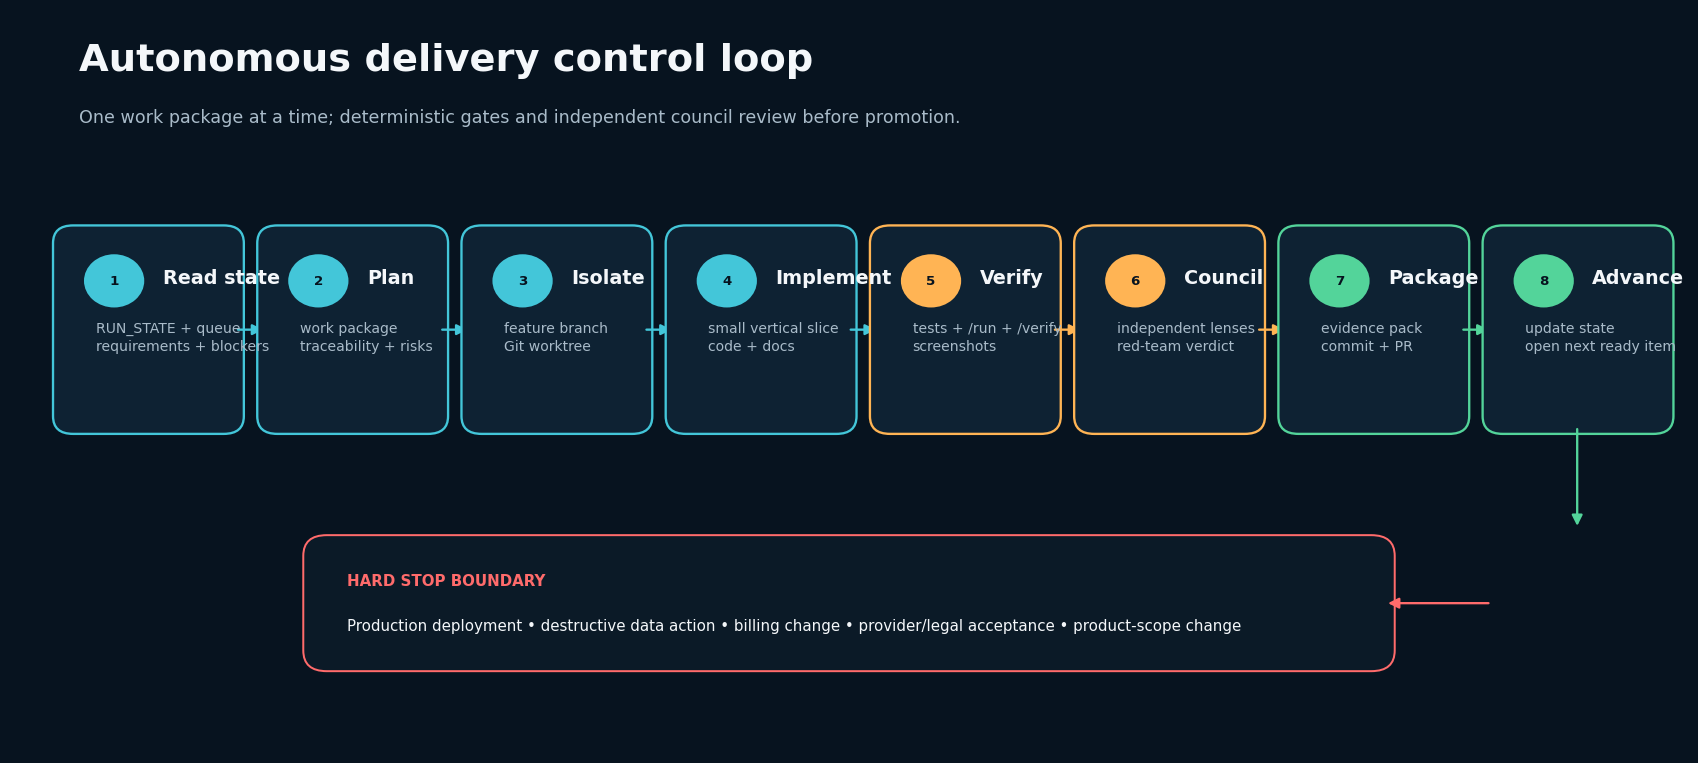 Autonomous delivery control loop
One work package at a time; deterministic gates and independent council review before promotion.
1 Read state
RUN_STATE + queue
requirements + blockers
2 Plan
work package
traceability + risks
3 Isolate
feature branch
Git worktree
4 Implement
small vertical slice
code + docs
5 Verify
tests + /run + /verify
screenshots
6 Council
independent lenses
red-team verdict
7 Package
evidence pack
commit + PR
8 Advance
update state
open next ready item
HARD STOP BOUNDARY
Production deployment • destructive data action • billing change • provider/legal acceptance • product-scope change